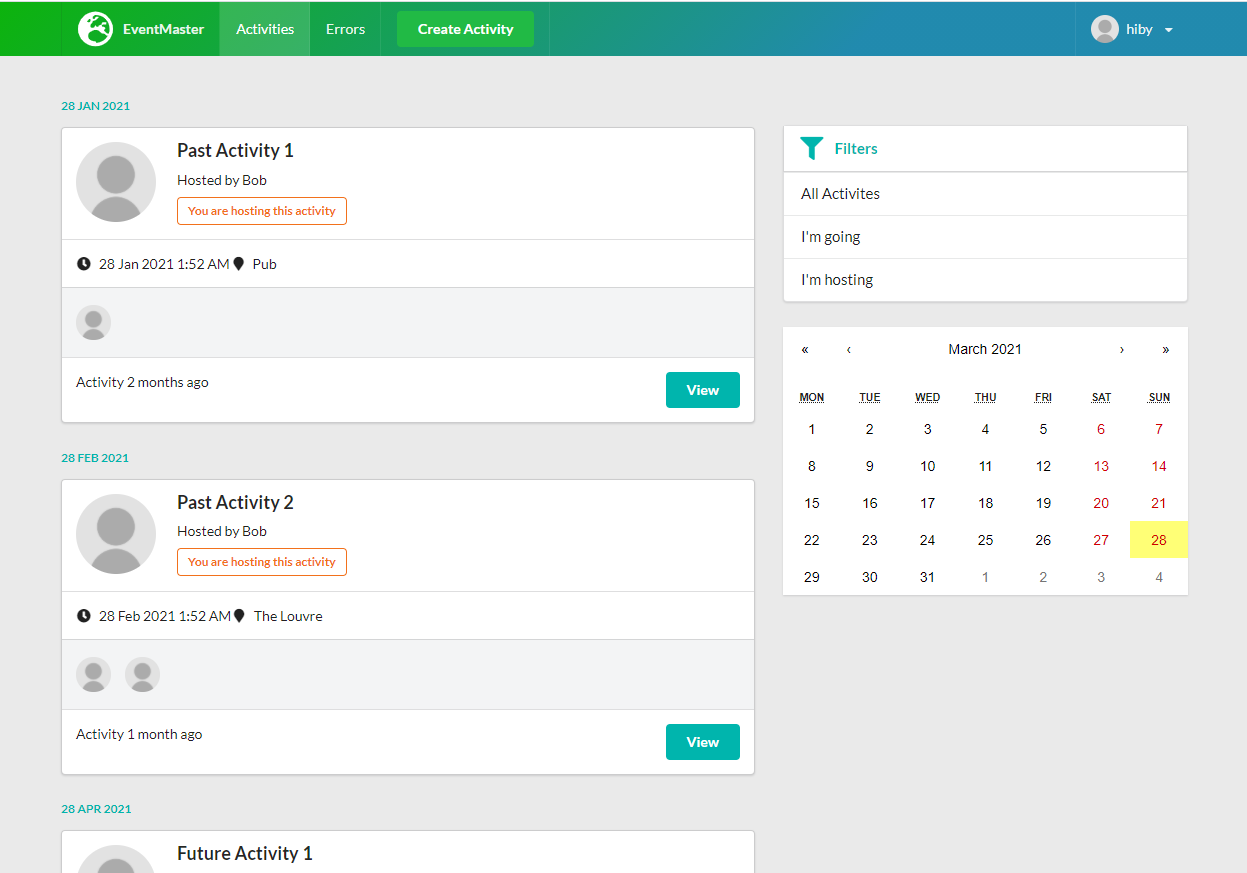 EventMaster Activities Errors Create Activity hiby
28 JAN 2021
Past Activity 1
Hosted by Bob
You are hosting this activity
28 Jan 2021 1:52 AM Pub
Activity 2 months ago
View
28 FEB 2021
Past Activity 2
Hosted by Bob
You are hosting this activity
28 Feb 2021 1:52 AM The Louvre
Activity 1 month ago
View
28 APR 2021
Future Activity 1
Filters
All Activites
I'm going
I'm hosting
« ‹ March 2021 › »
MON TUE WED THU FRI SAT SUN
1 2 3 4 5 6 7
8 9 10 11 12 13 14
15 16 17 18 19 20 21
22 23 24 25 26 27 28
29 30 31 1 2 3 4